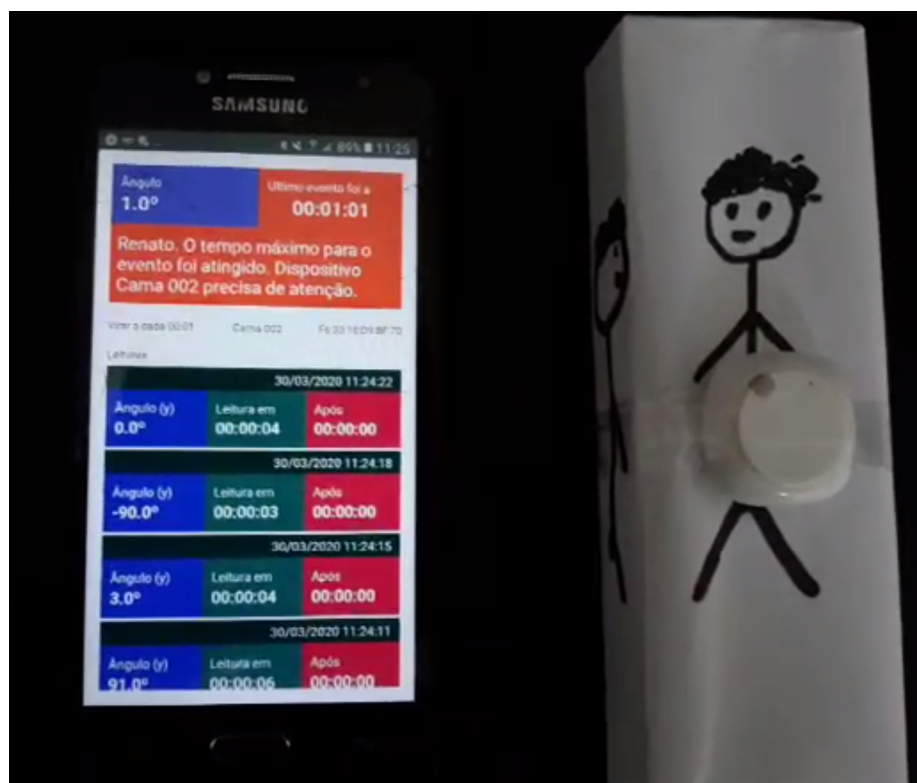 SAMSUNG
89% 11:25
Ângulo
1.0°
Ultimo evento foi a
00:01:01
Renato. O tempo máximo para o
evento foi atingido. Dispositivo
Cama 002 precisa de atenção.
Virar a cada 00:01 Cama 002
Leituras
30/03/2020 11:24:22
Ângulo (y) Leitura em Após
0.0° 00:00:04 00:00:00
30/03/2020 11:24:18
Ângulo (y) Leitura em Após
-90.0° 00:00:03 00:00:00
30/03/2020 11:24:15
Ângulo (y) Leitura em Após
3.0° 00:00:04 00:00:00
30/03/2020 11:24:11
Ângulo (y) Leitura em Após
91.0° 00:00:06 00:00:00